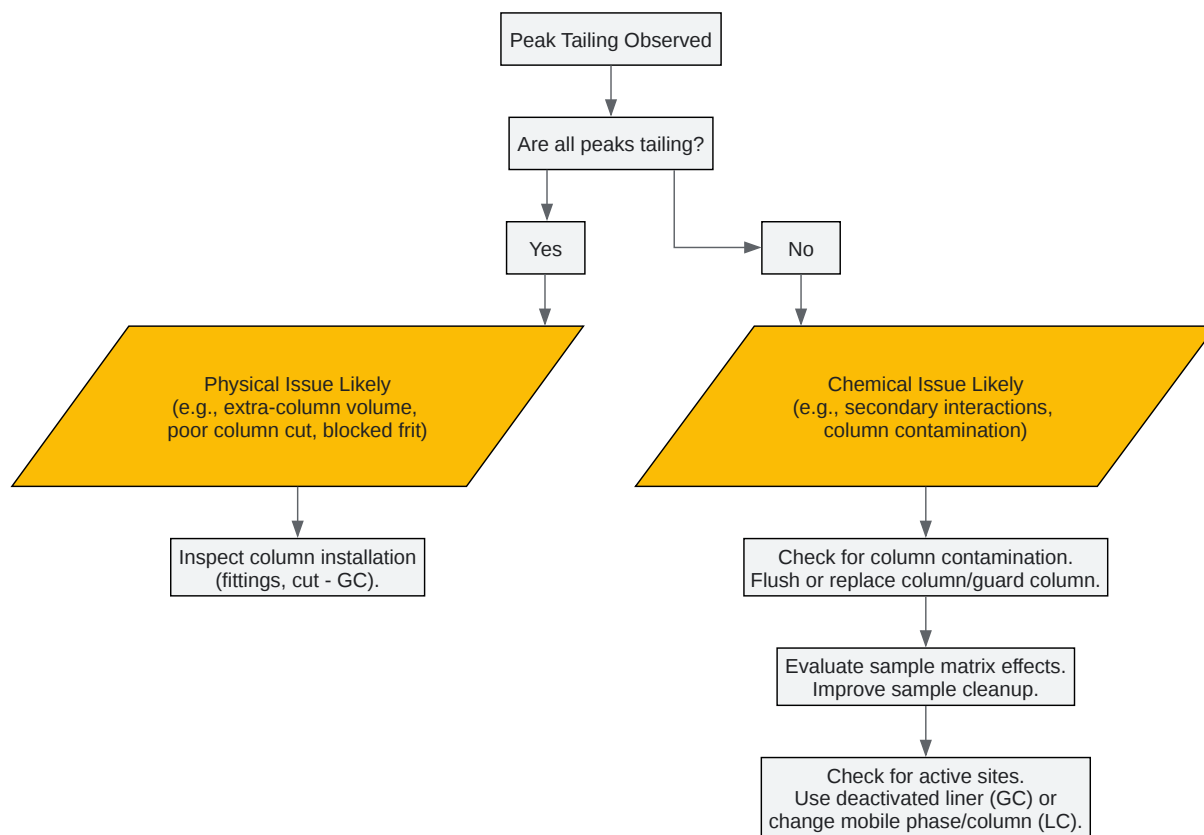 Peak Tailing Observed
Are all peaks tailing?
Yes
No
Physical Issue Likely
(e.g., extra-column volume,
poor column cut, blocked frit)
Chemical Issue Likely
(e.g., secondary interactions,
column contamination)
Inspect column installation
(fittings, cut - GC).
Check for column contamination.
Flush or replace column/guard column.
Evaluate sample matrix effects.
Improve sample cleanup.
Check for active sites.
Use deactivated liner (GC) or
change mobile phase/column (LC).